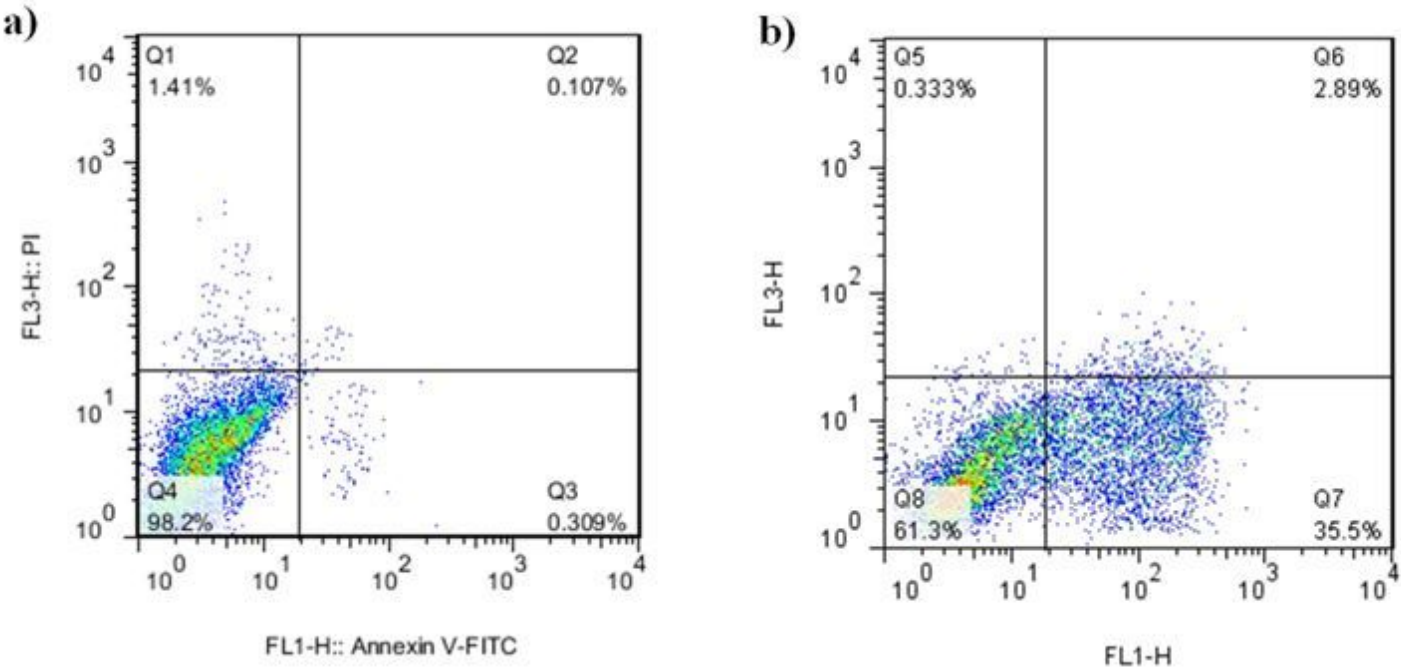 a)
Q1
1.41%
Q2
0.107%
10^4
10^3
10^2
10^1
10^0
FL3-H:: PI
Q4
98.2%
Q3
0.309%
10^0 10^1 10^2 10^3 10^4
FL1-H:: Annexin V-FITC
b)
Q5
0.333%
Q6
2.89%
10^4
10^3
10^2
10^1
10^0
FL3-H
Q8
61.3%
Q7
35.5%
10^0 10^1 10^2 10^3 10^4
FL1-H